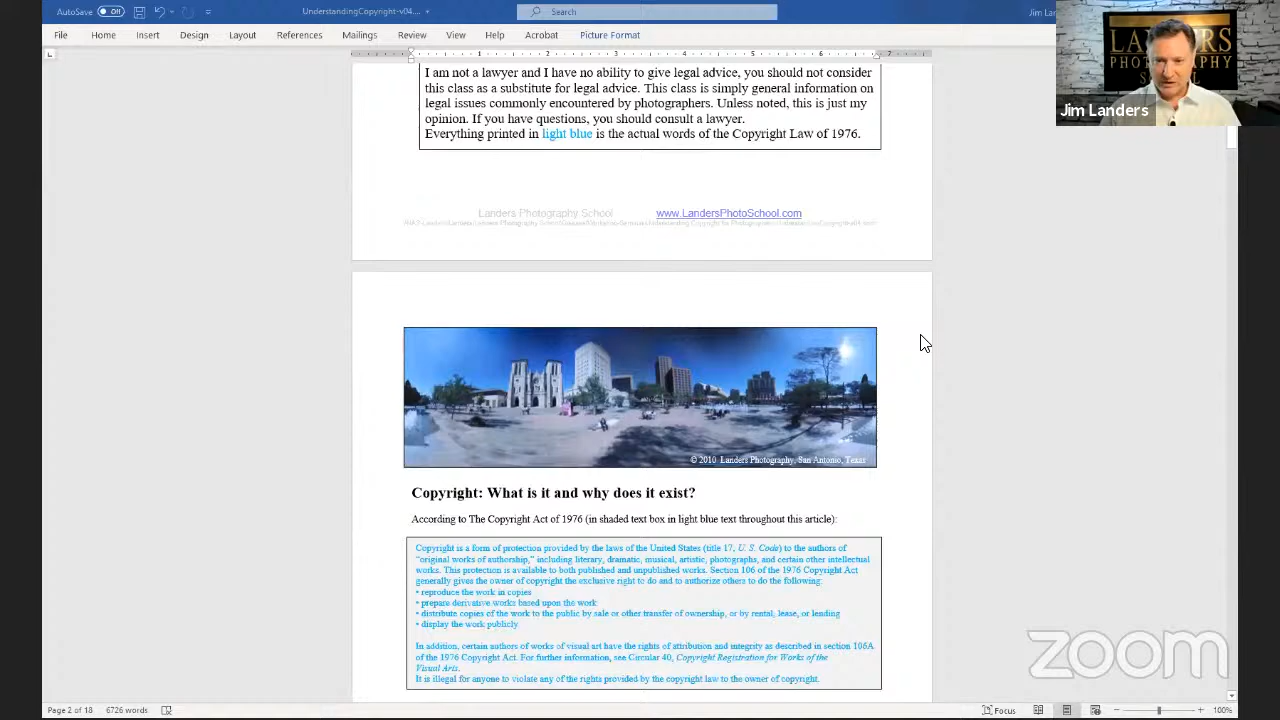 AutoSave Off UnderstandingCopyright-v04.... Search Jim Lan
File Home Insert Design Layout References Mailings Review View Help Acrobat Picture Format
LANDERS
PHOTOGRAPHY
Jim Landers
1 2 3 4 5 6 7
I am not a lawyer and I have no ability to give legal advice, you should not consider
this class as a substitute for legal advice. This class is simply general information on
legal issues commonly encountered by photographers. Unless noted, this is just my
opinion. If you have questions, you should consult a lawyer.
Everything printed in light blue is the actual words of the Copyright Law of 1976.
Landers Photography School www.LandersPhotoSchool.com
© 2010 Landers Photography, San Antonio, Texas
Copyright: What is it and why does it exist?
According to The Copyright Act of 1976 (in shaded text box in light blue text throughout this article):
Copyright is a form of protection provided by the laws of the United States (title 17, U. S. Code) to the authors of
"original works of authorship," including literary, dramatic, musical, artistic, photographs, and certain other intellectual
works. This protection is available to both published and unpublished works. Section 106 of the 1976 Copyright Act
generally gives the owner of copyright the exclusive right to do and to authorize others to do the following:
• reproduce the work in copies
• prepare derivative works based upon the work
• distribute copies of the work to the public by sale or other transfer of ownership, or by rental, lease, or lending
• display the work publicly
In addition, certain authors of works of visual art have the rights of attribution and integrity as described in section 106A
of the 1976 Copyright Act. For further information, see Circular 40, Copyright Registration for Works of the
Visual Arts.
It is illegal for anyone to violate any of the rights provided by the copyright law to the owner of copyright.
zoom
Page 2 of 18 6726 words Focus 100%